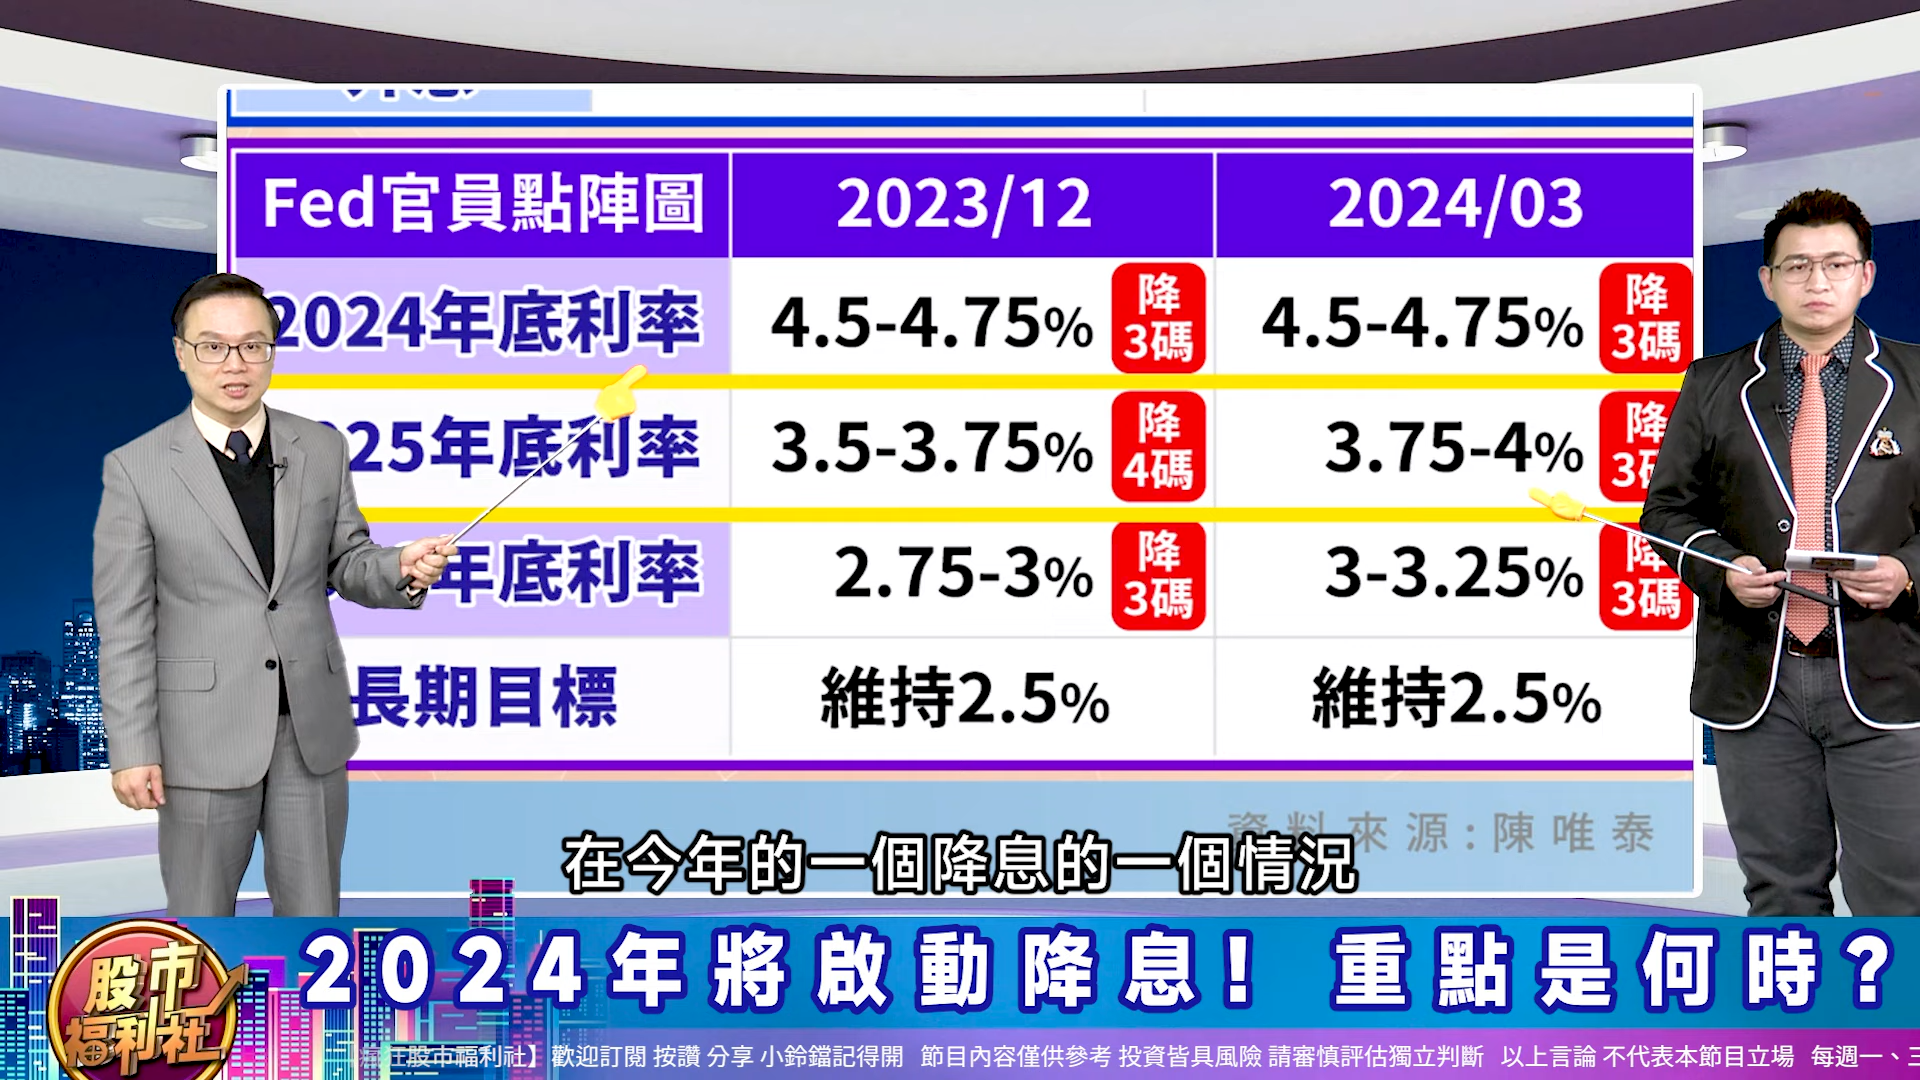 Fed官員點陣圖 2023/12 2024/03
2024年底利率 4.5-4.75% 降3碼 4.5-4.75% 降3碼
25年底利率 3.5-3.75% 降4碼 3.75-4% 降3
年底利率 2.75-3% 降3碼 3-3.25% 降3碼
長期目標 維持2.5% 維持2.5%
資料來源:陳唯泰
在今年的一個降息的一個情況
2024年將啟動降息! 重點是何時?
股市
福利社
瘋狂股市福利社】歡迎訂閱 按讚 分享 小鈴鐺記得開 節目內容僅供參考 投資皆具風險 請審慎評估獨立判斷 以上言論 不代表本節目立場 每週一、三